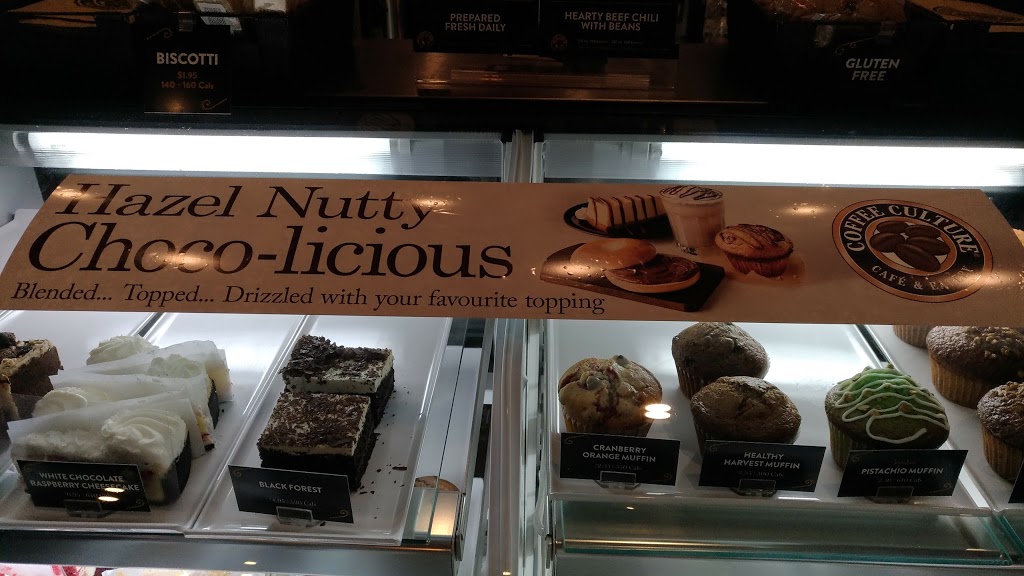 PREPARED
FRESH DAILY
HEARTY BEEF CHILI
WITH BEANS
BISCOTTI
$1.95
140 - 160 Cals
GLUTEN
FREE
Hazel Nutty
Choco-licious
Blended... Topped... Drizzled with your favourite topping
COFFEE CULTURE
CAFÉ &
WHITE CHOCOLATE
RASPBERRY CHEESECAKE
BLACK FOREST
CRANBERRY
ORANGE MUFFIN
HEALTHY
HARVEST MUFFIN
PISTACHIO MUFFIN